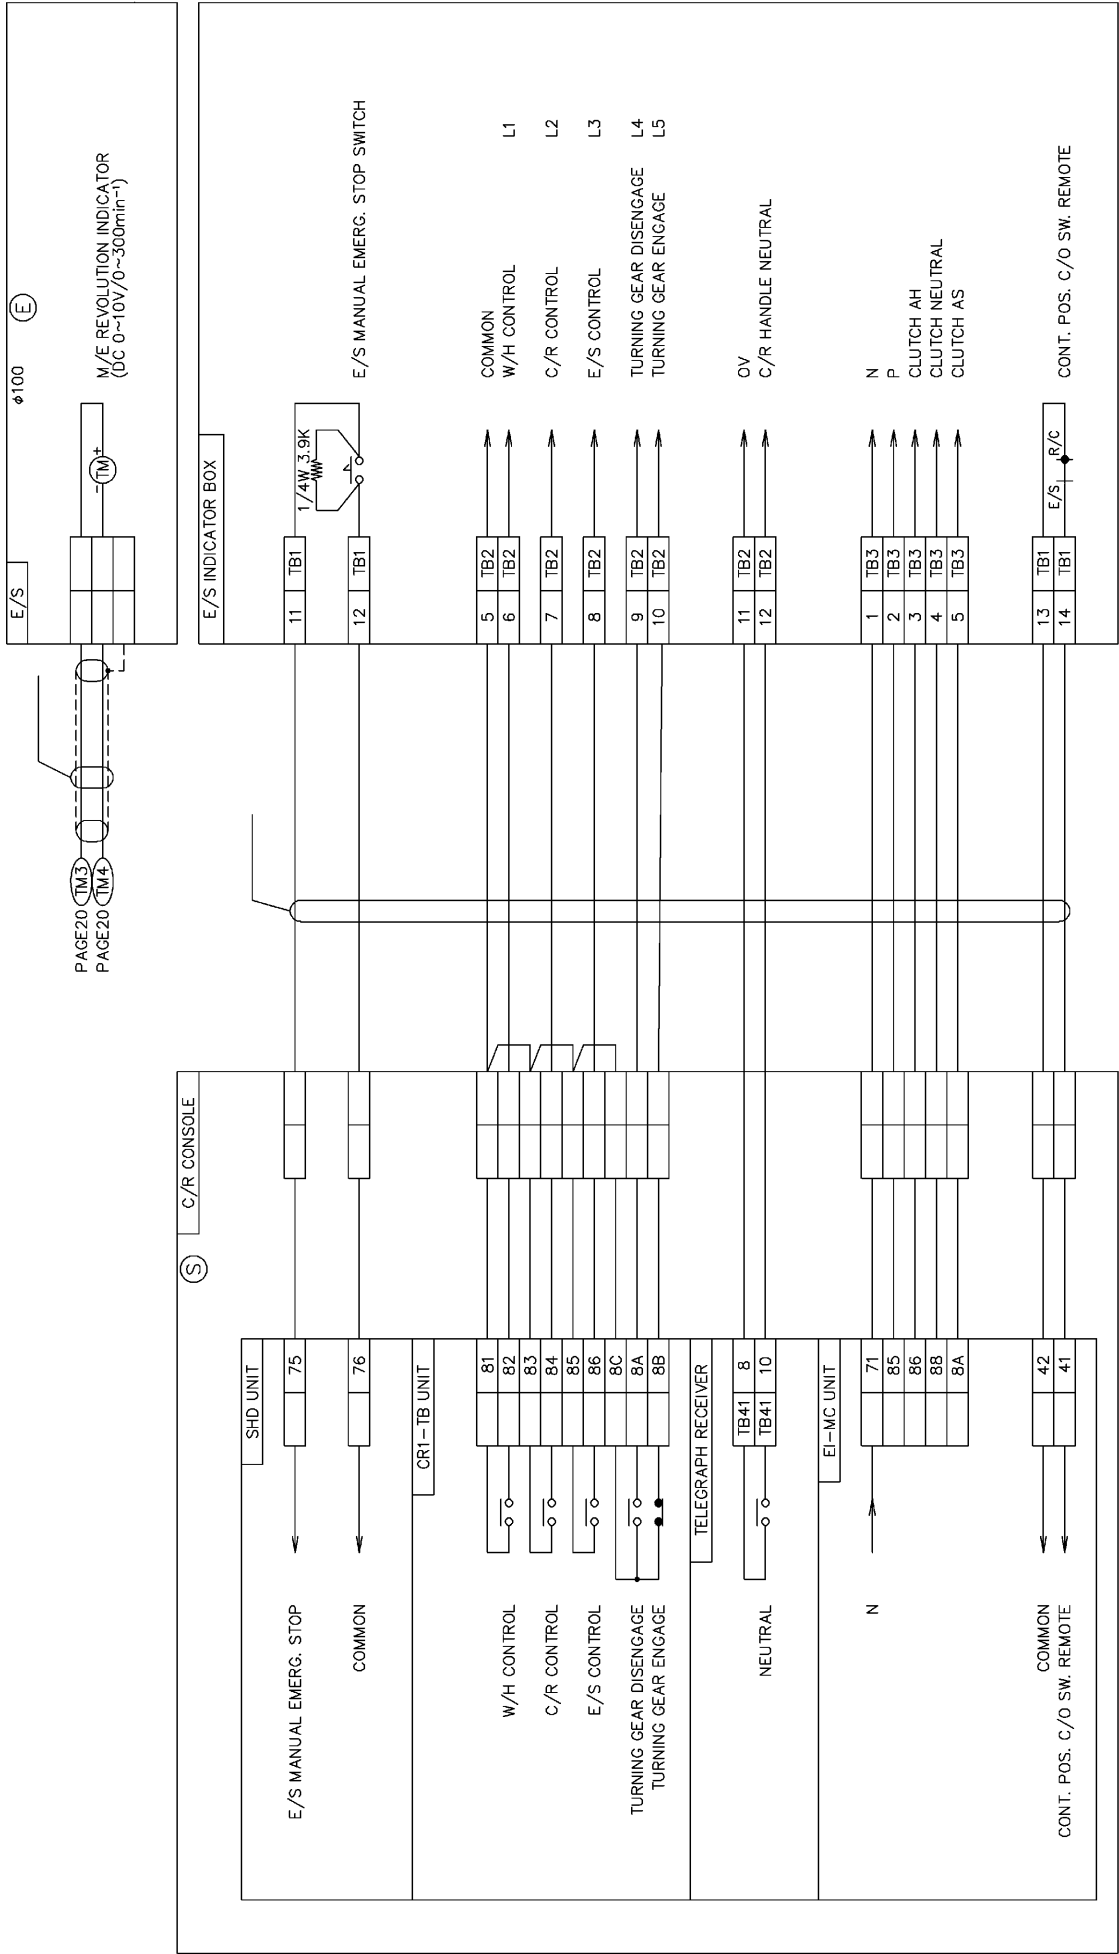 E/S
φ100
E
PAGE20 TM3
PAGE20 TM4
- TM +
M/E REVOLUTION INDICATOR
(DC 0~10V/0~300min⁻¹)
S
C/R CONSOLE
E/S INDICATOR BOX
SHD UNIT
E/S MANUAL EMERG. STOP
75
11 TB1
1/4W 3.9K
COMMON
76
12 TB1
E/S MANUAL EMERG. STOP SWITCH
CR1-TB UNIT
81
5 TB2
COMMON
W/H CONTROL
82
6 TB2
W/H CONTROL
L1
83
C/R CONTROL
84
7 TB2
C/R CONTROL
L2
85
E/S CONTROL
86
8 TB2
E/S CONTROL
L3
8C
TURNING GEAR DISENGAGE
8A
9 TB2
TURNING GEAR DISENGAGE
L4
TURNING GEAR ENGAGE
8B
10 TB2
TURNING GEAR ENGAGE
L5
TELEGRAPH RECEIVER
TB41 8
11 TB2
0V
NEUTRAL
TB41 10
12 TB2
C/R HANDLE NEUTRAL
EI-MC UNIT
N
71
1 TB3
N
85
2 TB3
P
86
3 TB3
CLUTCH AH
88
4 TB3
CLUTCH NEUTRAL
8A
5 TB3
CLUTCH AS
COMMON
42
13 TB1
E/S R/C
CONT. POS. C/O SW. REMOTE
41
14 TB1
CONT. POS. C/O SW. REMOTE